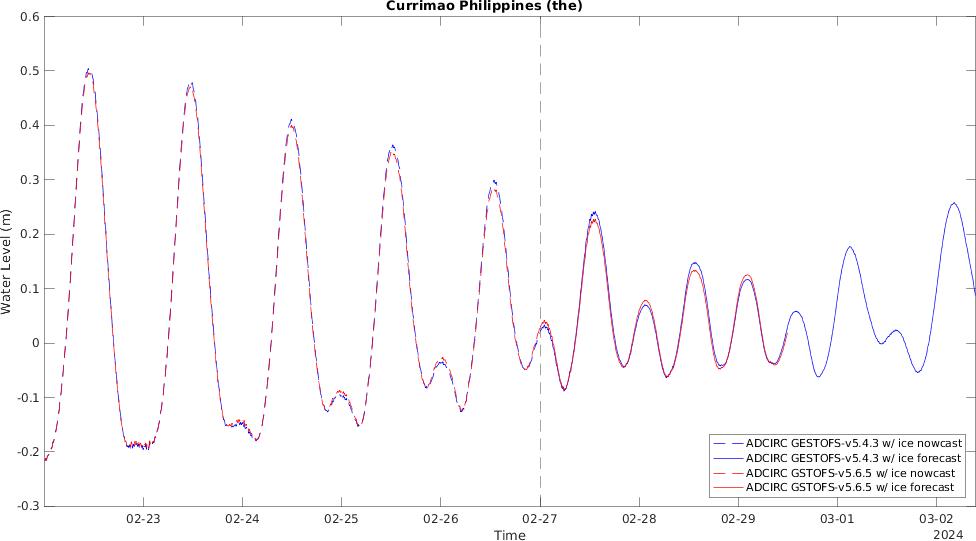 Currimao Philippines (the)
0.6
0.5
0.4
0.3
0.2
0.1
0
-0.1
-0.2
-0.3
Water Level (m)
02-23 02-24 02-25 02-26 02-27 02-28 02-29 03-01 03-02
Time
2024
ADCIRC GESTOFS-v5.4.3 w/ ice nowcast
ADCIRC GESTOFS-v5.4.3 w/ ice forecast
ADCIRC GSTOFS-v5.6.5 w/ ice nowcast
ADCIRC GSTOFS-v5.6.5 w/ ice forecast